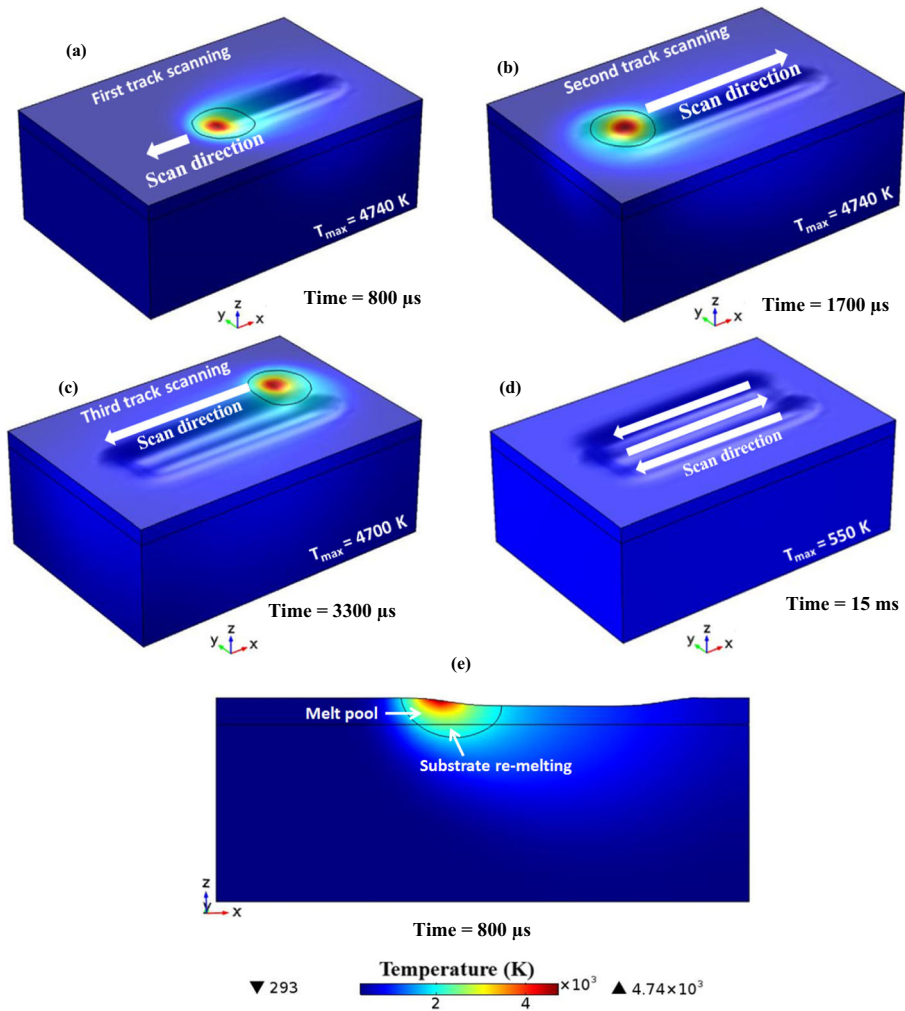 (a)
First track scanning
Scan direction
Tmax = 4740 K
Time = 800 µs
z
y x
(b)
Second track scanning
Scan direction
Tmax = 4740 K
Time = 1700 µs
z
y x
(c)
Third track scanning
Scan direction
Tmax = 4700 K
Time = 3300 µs
z
y x
(d)
Scan direction
Tmax = 550 K
Time = 15 ms
z
y x
(e)
Melt pool
Substrate re-melting
z
y x
Time = 800 µs
Temperature (K)
▼ 293
2 4
×10³
▲ 4.74×10³